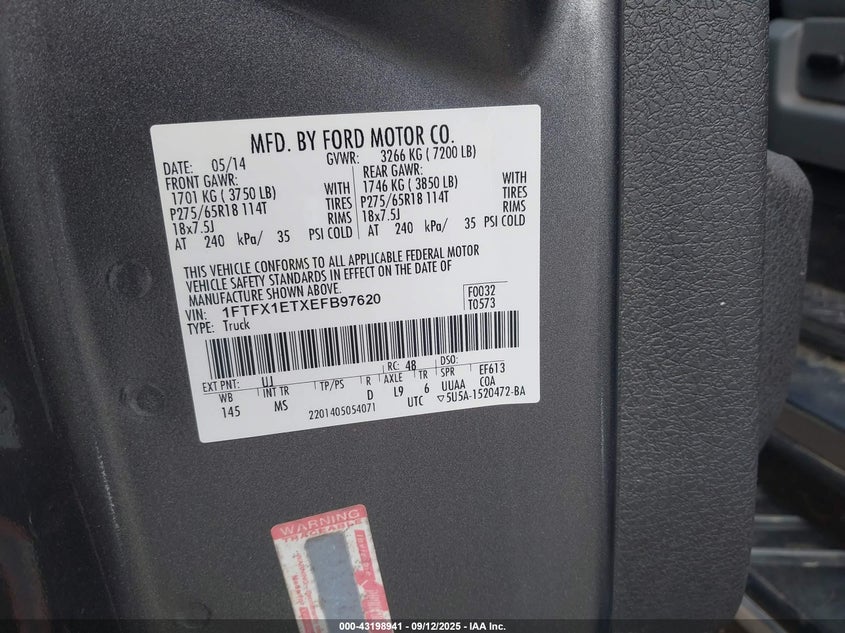 MFD. BY FORD MOTOR CO.
DATE: 05/14
GVWR: 3266 KG ( 7200 LB)
FRONT GAWR:
1701 KG ( 3750 LB) WITH
P275/65R18 114T TIRES
18x7.5J RIMS
AT 240 kPa/ 35 PSI COLD
REAR GAWR:
1746 KG ( 3850 LB) WITH
P275/65R18 114T TIRES
18x7.5J RIMS
AT 240 kPa/ 35 PSI COLD
THIS VEHICLE CONFORMS TO ALL APPLICABLE FEDERAL MOTOR
VEHICLE SAFETY STANDARDS IN EFFECT ON THE DATE OF
MANUFACTURE SHOWN ABOVE.
VIN: 1FTFX1ETXEFB97620
TYPE: Truck
F0032
T0573
EXT PNT: UJ RC: 48 DSO:
WB INT TR TP/PS R AXLE TR SPR EF613
145 MS D L9 6 UUAA COA
2201405054071 UTC ▽5U5A-1520472-BA
WARNING
TRACEABLE
000-43198941 - 09/12/2025 - IAA Inc.